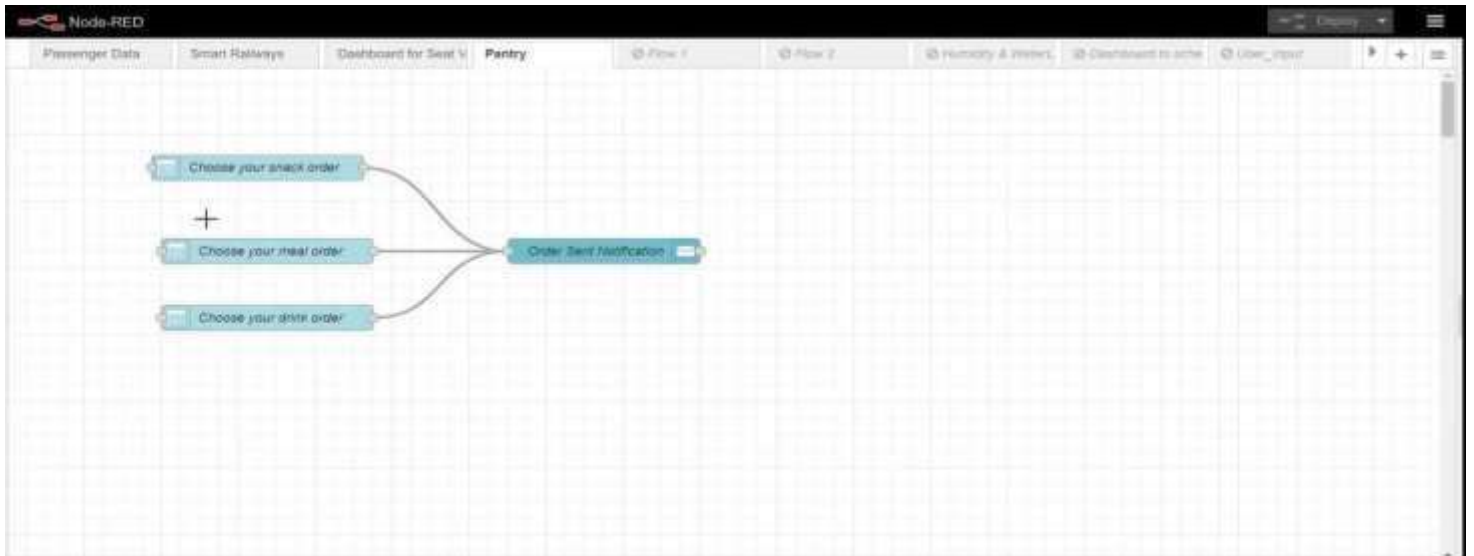 Node-RED
Deploy
Passenger Data
Smart Railways
Dashboard for Seat V
Pantry
Flow 1
Flow 2
Humidity &
Dashboard to sche
User_input
Choose your snack order
Choose your meal order
Order Sent Notification
Choose your drink order